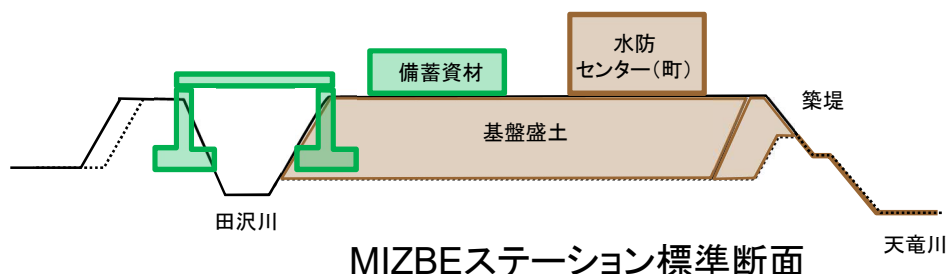 水防
センター(町)
備蓄資材
築堤
基盤盛土
田沢川
天竜川
MIZBEステーション標準断面